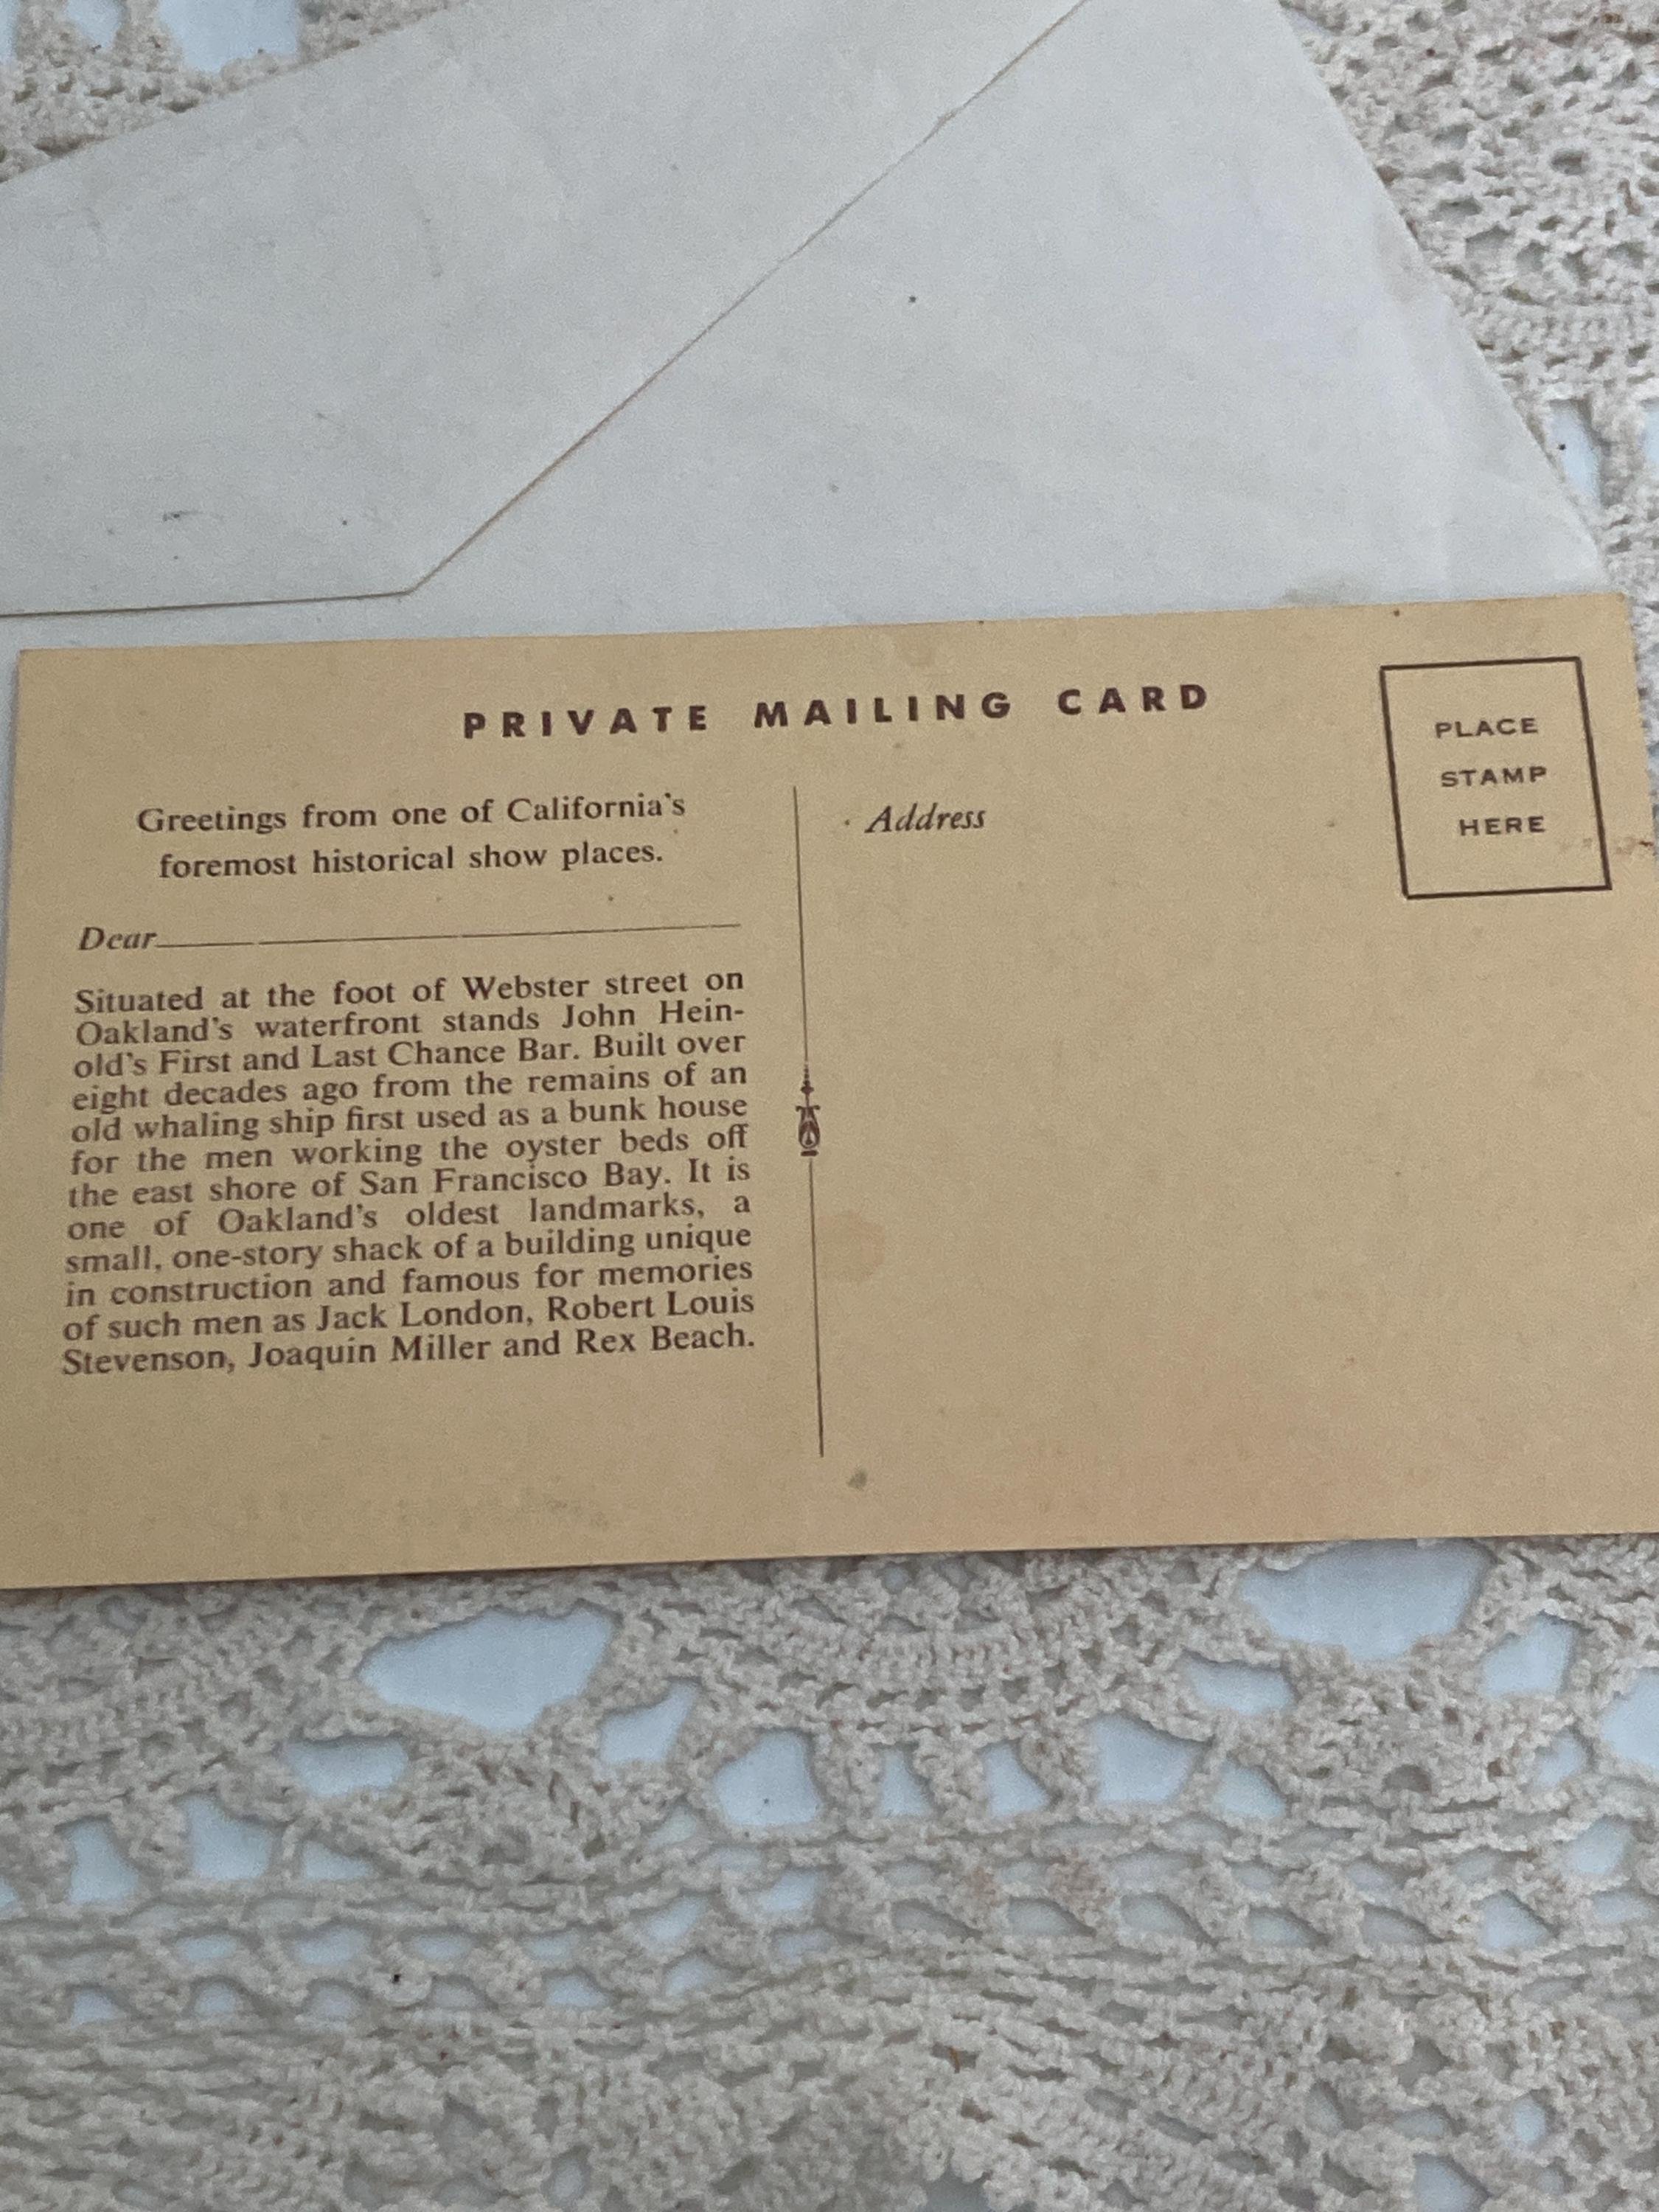 PRIVATE MAILING CARD
PLACE
STAMP
HERE
Greetings from one of California's
foremost historical show places.
Dear
Situated at the foot of Webster street on
Oakland's waterfront stands John Hein-
old's First and Last Chance Bar. Built over
eight decades ago from the remains of an
old whaling ship first used as a bunk house
for the men working the oyster beds off
the east shore of San Francisco Bay. It is
one of Oakland's oldest landmarks, a
small, one-story shack of a building unique
in construction and famous for memories
of such men as Jack London, Robert Louis
Stevenson, Joaquin Miller and Rex Beach.
Address